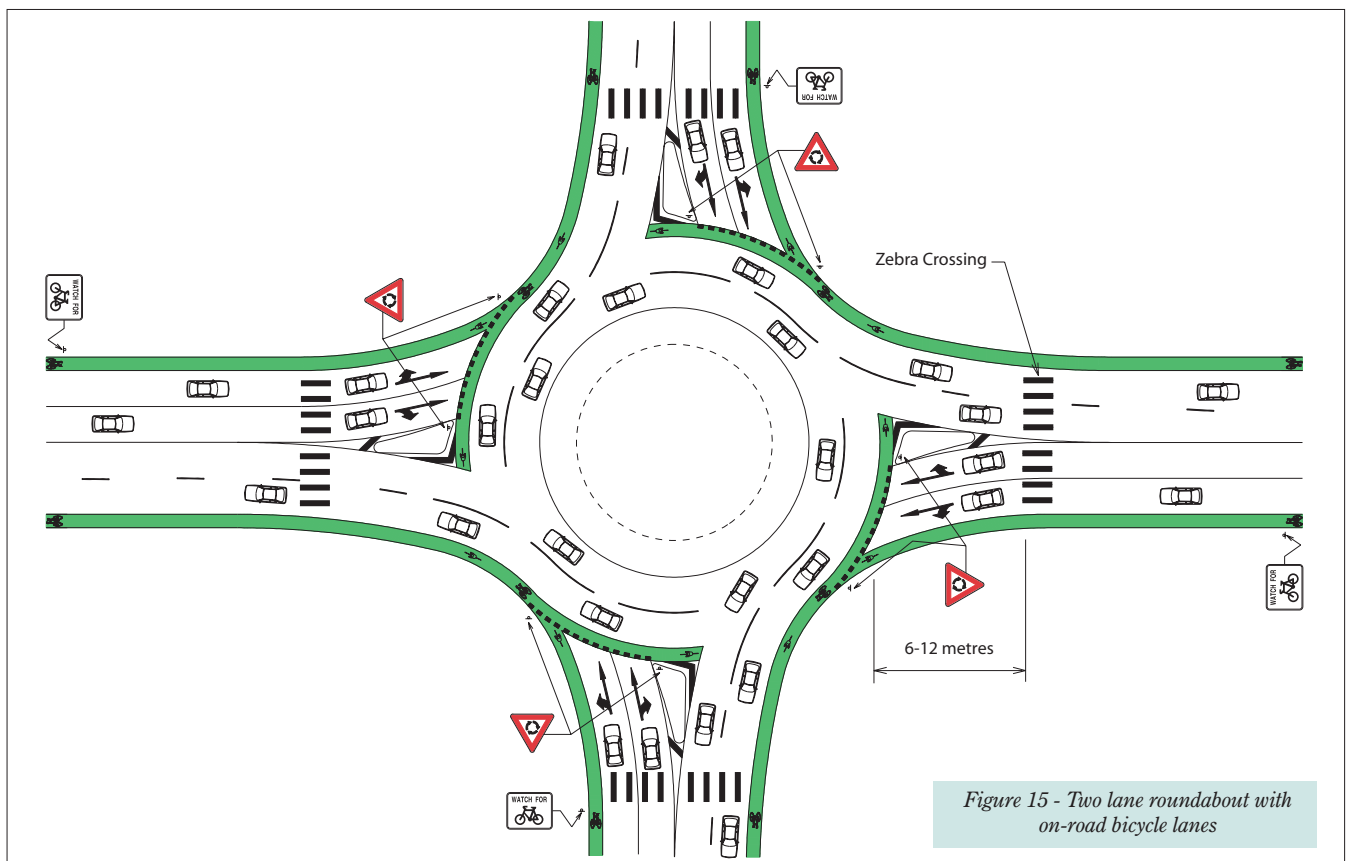 WATCH FOR
WATCH FOR
Zebra Crossing
WATCH FOR
6-12 metres
WATCH FOR
Figure 15 - Two lane roundabout with
on-road bicycle lanes